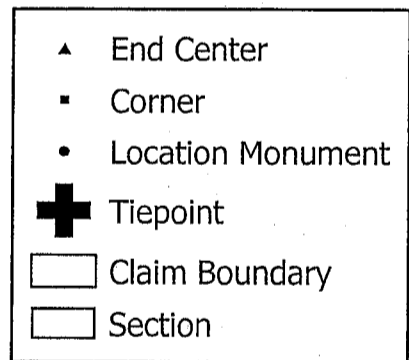 End Center
Corner
Location Monument
Tiepoint
Claim Boundary
Section